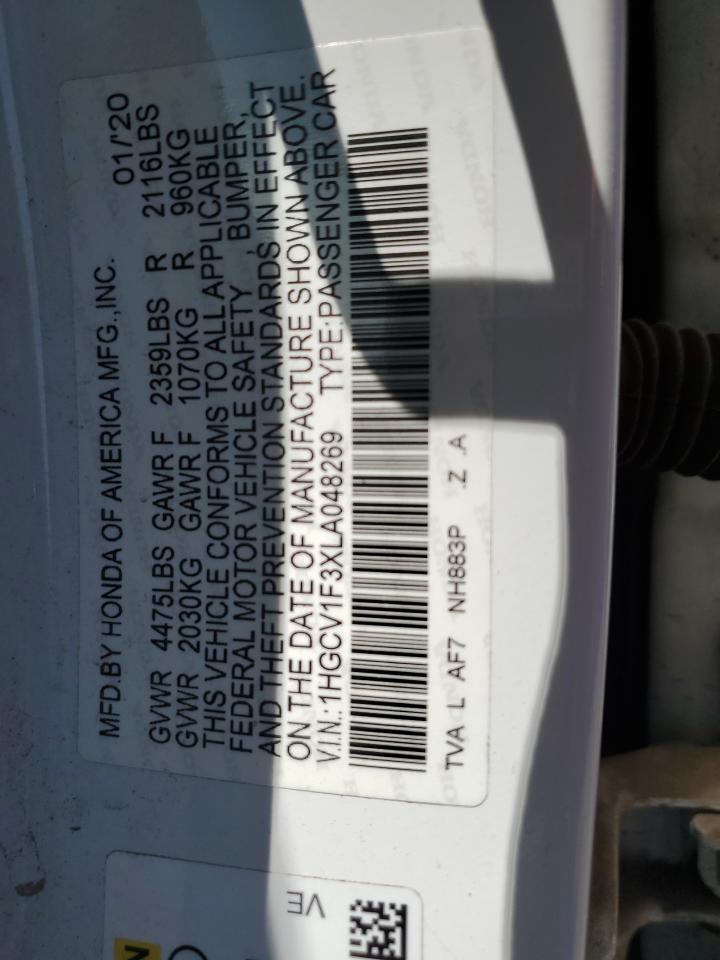 MFD.BY HONDA OF AMERICA MFG.,INC. 01/'20
GVWR 4475LBS GAWR F 2359LBS R 2116LBS
GVWR 2030KG GAWR F 1070KG R 960KG
THIS VEHICLE CONFORMS TO ALL APPLICABLE
FEDERAL MOTOR VEHICLE SAFETY , BUMPER,
AND THEFT PREVENTION STANDARDS IN EFFECT
ON THE DATE OF MANUFACTURE SHOWN ABOVE.
V.I.N.:1HGCV1F3XLA048269 TYPE:PASSENGER CAR
TVA L AF7 NH883P .Z .A
VE